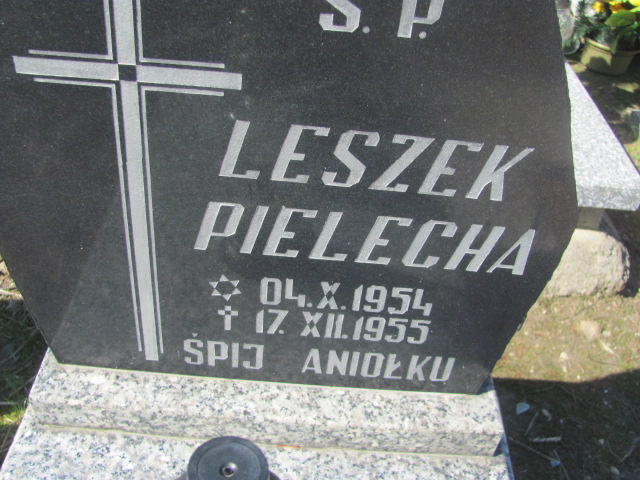 Ś. P.
LESZEK
PIELECHA
✡ 04.X.1954
✝ 17.XII.1955
ŚPIJ ANIOŁKU